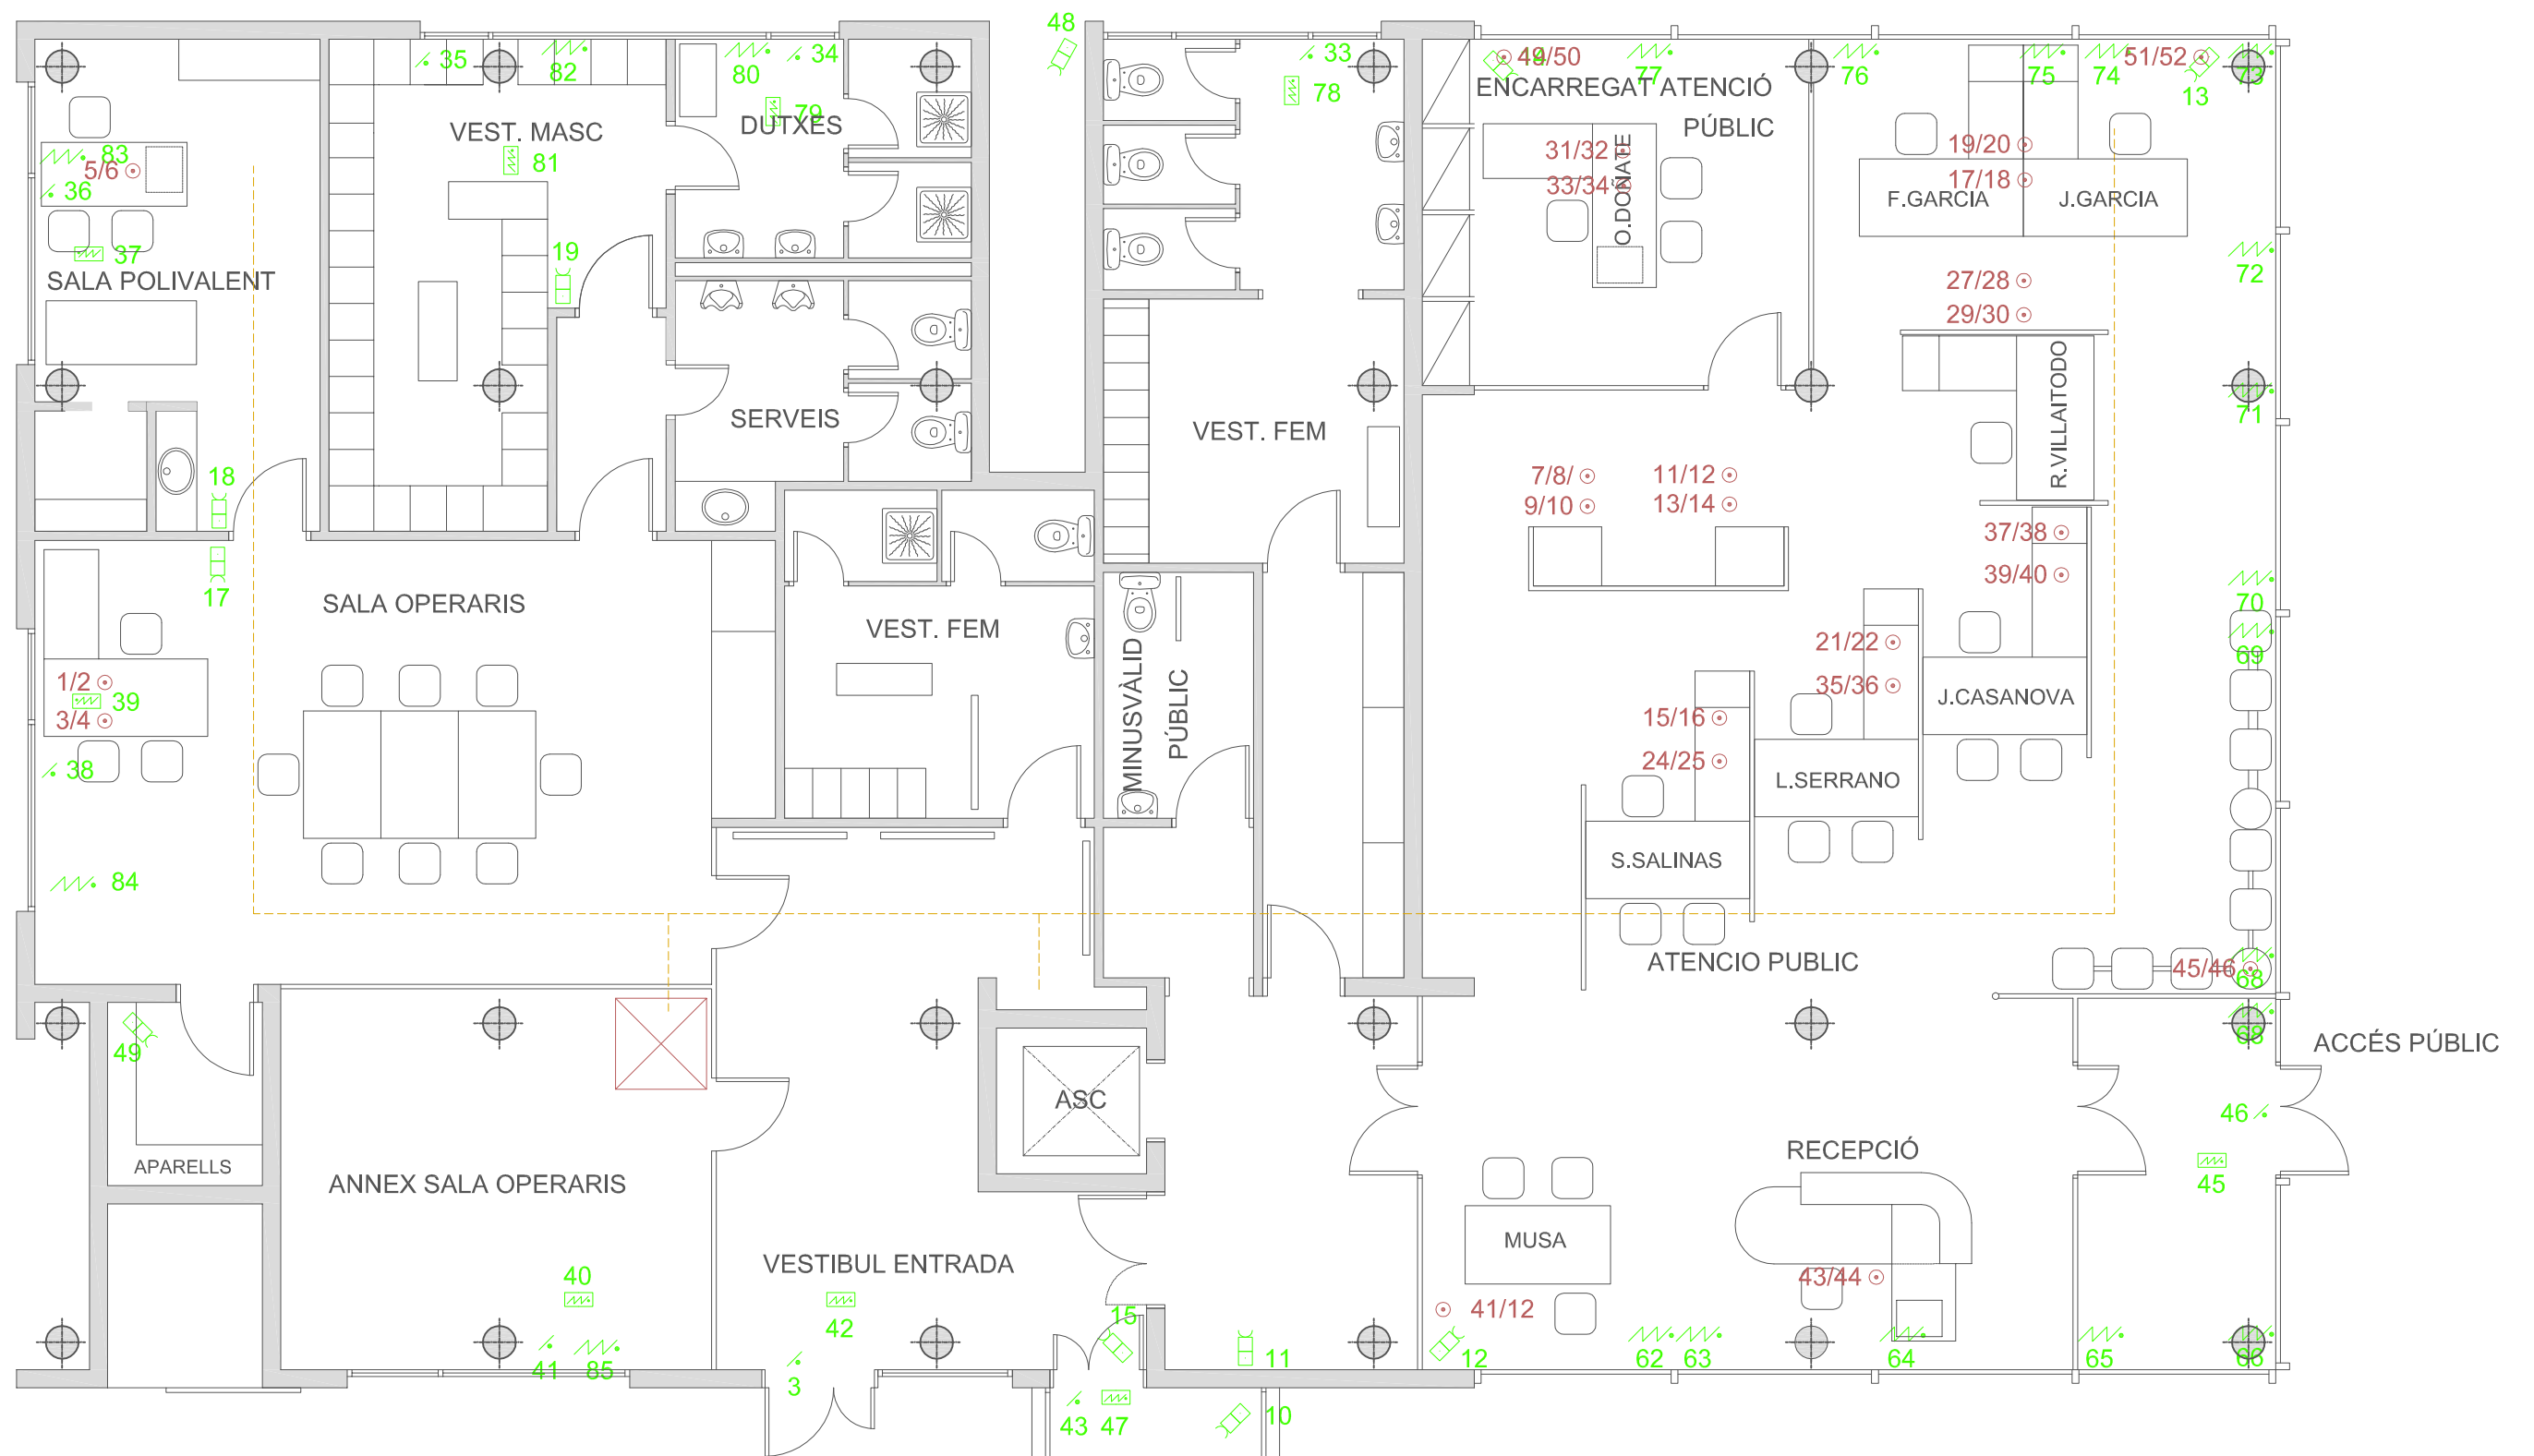 48
35
82
80
34
33
49/50
77
76
75
74
51/52
73
13
78
79
ENCARREGAT ATENCIÓ
PÚBLIC
VEST. MASC
DUTXES
81
83
5/6
36
31/32
33/34
O.DOÑATE
19/20
17/18
F.GARCIA
J.GARCIA
37
SALA POLIVALENT
19
72
27/28
29/30
R.VILLAITODO
71
SERVEIS
VEST. FEM
18
7/8/
9/10
11/12
13/14
37/38
39/40
17
SALA OPERARIS
VEST. FEM
MINUSVÀLID
PÚBLIC
70
69
21/22
35/36
J.CASANOVA
1/2
39
3/4
38
15/16
24/25
L.SERRANO
S.SALINAS
84
ATENCIO PUBLIC
45/46
68
68
49
ACCÉS PÚBLIC
ASC
46
45
APARELLS
ANNEX SALA OPERARIS
RECEPCIÓ
MUSA
VESTIBUL ENTRADA
40
42
43/44
41/12
15
41
85
3
11
12
62
63
64
65
66
43
47
10